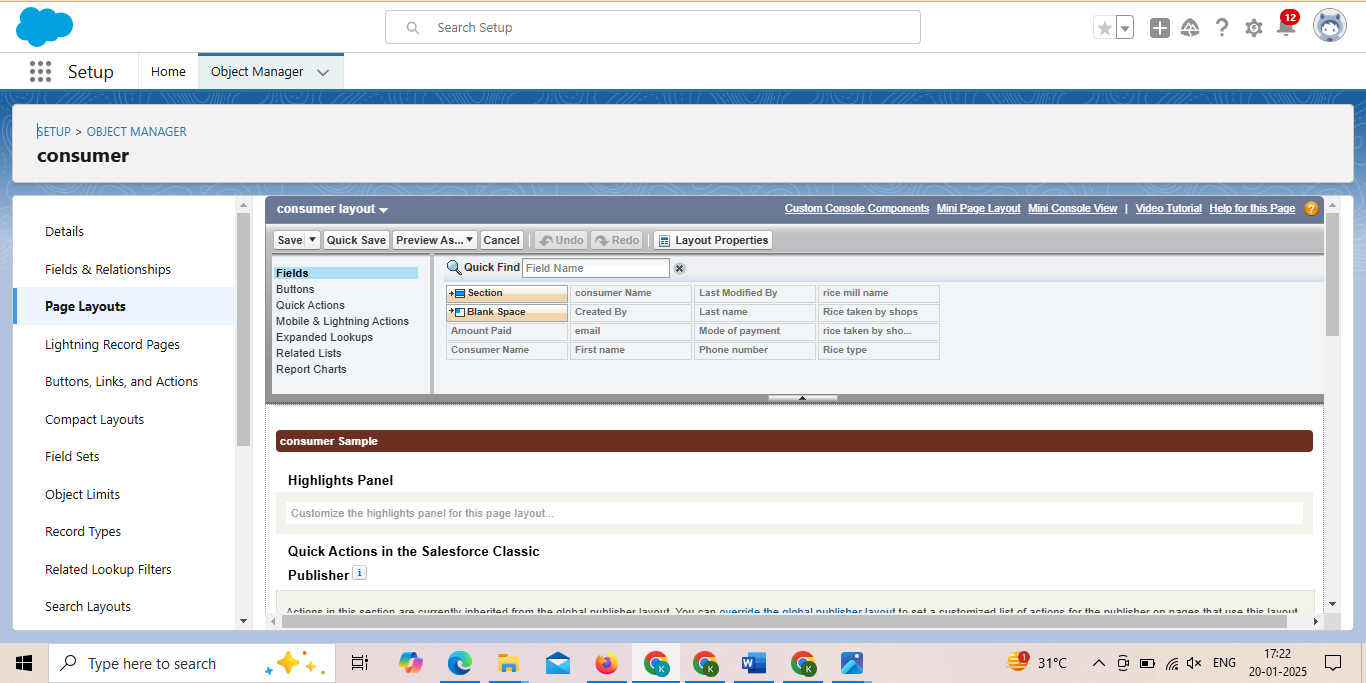 Search Setup
12
Setup
Home
Object Manager
SETUP > OBJECT MANAGER
consumer
Details
Fields & Relationships
Page Layouts
Lightning Record Pages
Buttons, Links, and Actions
Compact Layouts
Field Sets
Object Limits
Record Types
Related Lookup Filters
Search Layouts
consumer layout
Custom Console Components Mini Page Layout Mini Console View | Video Tutorial Help for this Page ?
Save Quick Save Preview As... Cancel Undo Redo Layout Properties
Fields
Buttons
Quick Actions
Mobile & Lightning Actions
Expanded Lookups
Related Lists
Report Charts
Quick Find Field Name
Section consumer Name Last Modified By rice mill name
Blank Space Created By Last name Rice taken by shops
Amount Paid email Mode of payment rice taken by sho...
Consumer Name First name Phone number Rice type
consumer Sample
Highlights Panel
Customize the highlights panel for this page layout...
Quick Actions in the Salesforce Classic
Publisher i
Actions in this section are currently inherited from the global publisher layout. You can override the global publisher layout to set a customized list of actions for the publisher on pages that use this layout.
Type here to search
1 31°C ENG 17:22
20-01-2025